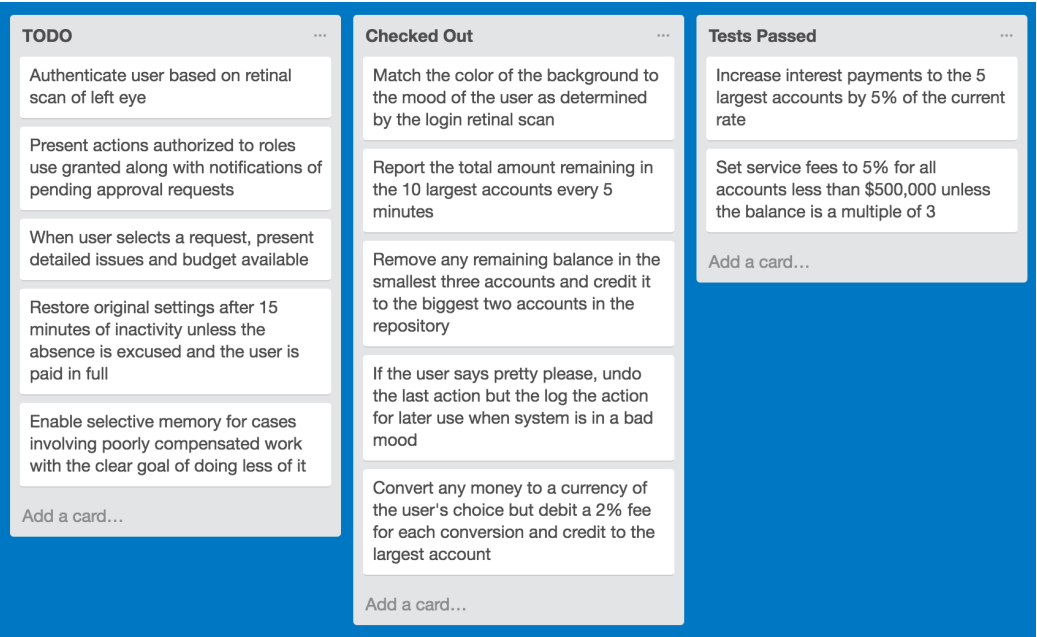 TODO
Authenticate user based on retinal
scan of left eye
Present actions authorized to roles
use granted along with notifications of
pending approval requests
When user selects a request, present
detailed issues and budget available
Restore original settings after 15
minutes of inactivity unless the
absence is excused and the user is
paid in full
Enable selective memory for cases
involving poorly compensated work
with the clear goal of doing less of it
Add a card…
Checked Out
Match the color of the background to
the mood of the user as determined
by the login retinal scan
Report the total amount remaining in
the 10 largest accounts every 5
minutes
Remove any remaining balance in the
smallest three accounts and credit it
to the biggest two accounts in the
repository
If the user says pretty please, undo
the last action but the log the action
for later use when system is in a bad
mood
Convert any money to a currency of
the user's choice but debit a 2% fee
for each conversion and credit to the
largest account
Add a card…
Tests Passed
Increase interest payments to the 5
largest accounts by 5% of the current
rate
Set service fees to 5% for all
accounts less than $500,000 unless
the balance is a multiple of 3
Add a card…